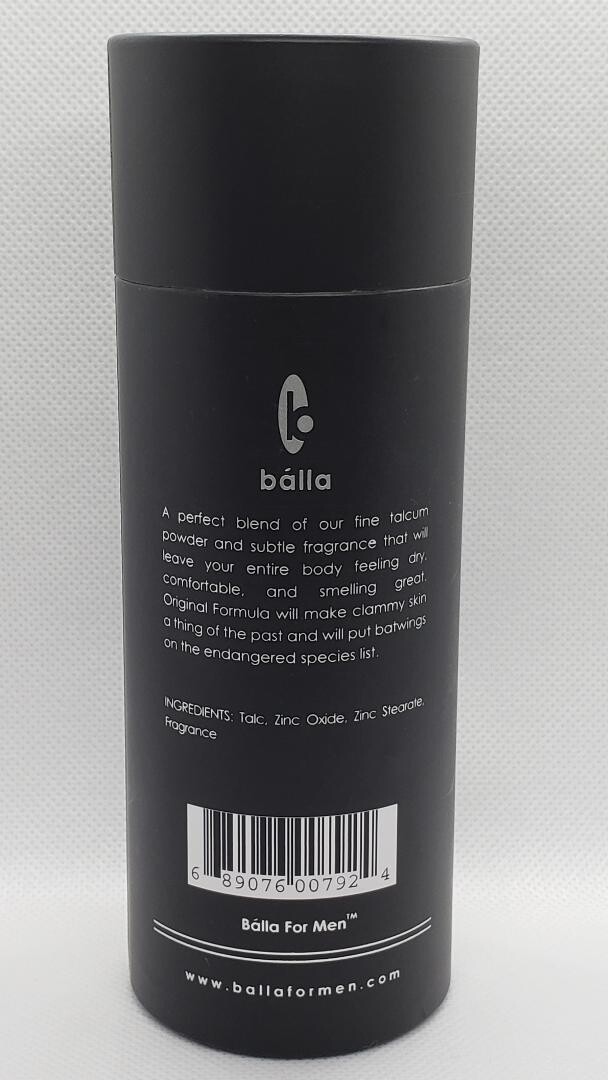 b
bálla
A perfect blend of our fine talcum
powder and subtle fragrance that will
leave your entire body feeling dry,
comfortable, and smelling great.
Original Formula will make clammy skin
a thing of the past and will put batwings
on the endangered species list.
INGREDIENTS: Talc, Zinc Oxide, Zinc Stearate,
Fragrance
6 89076 00792 4
Bálla For Men™
www.ballaformen.com